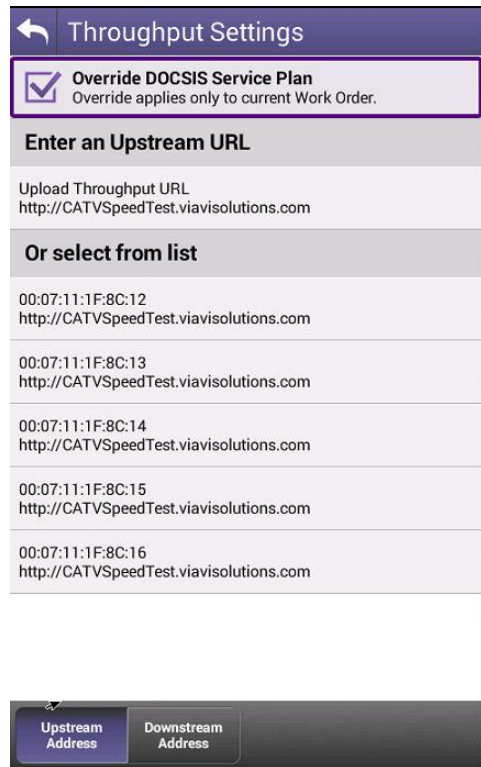 Throughput Settings
Override DOCSIS Service Plan
Override applies only to current Work Order.
Enter an Upstream URL
Upload Throughput URL
http://CATVSpeedTest.viavisolutions.com
Or select from list
00:07:11:1F:8C:12
http://CATVSpeedTest.viavisolutions.com
00:07:11:1F:8C:13
http://CATVSpeedTest.viavisolutions.com
00:07:11:1F:8C:14
http://CATVSpeedTest.viavisolutions.com
00:07:11:1F:8C:15
http://CATVSpeedTest.viavisolutions.com
00:07:11:1F:8C:16
http://CATVSpeedTest.viavisolutions.com
Upstream
Address
Downstream
Address